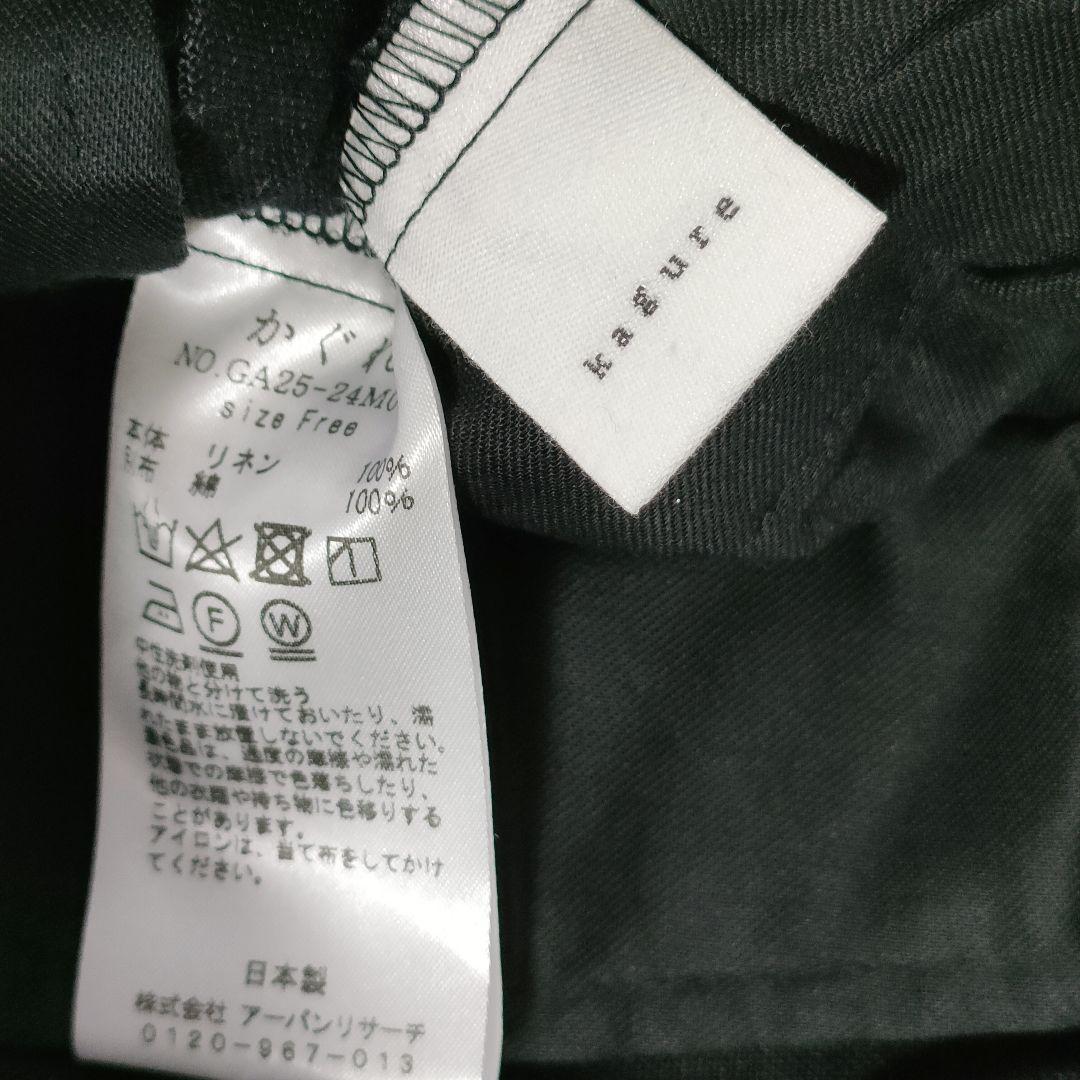 kagure
かぐれ
NO.GA25-24M0
size Free
本体 リネン 100%
別布 綿 100%
F
W
中性洗剤使用
他の物と分けて洗う
長時間水に漬けておいたり、濡
れたまま放置しないでください。
着色品は、過度の摩擦や濡れた
状態での摩擦で色落ちしたり、
他の衣類や持ち物に色移りする
ことがあります。
アイロンは、当て布をしてかけ
てください。
日本製
株式会社 アーバンリサーチ
0120-967-013